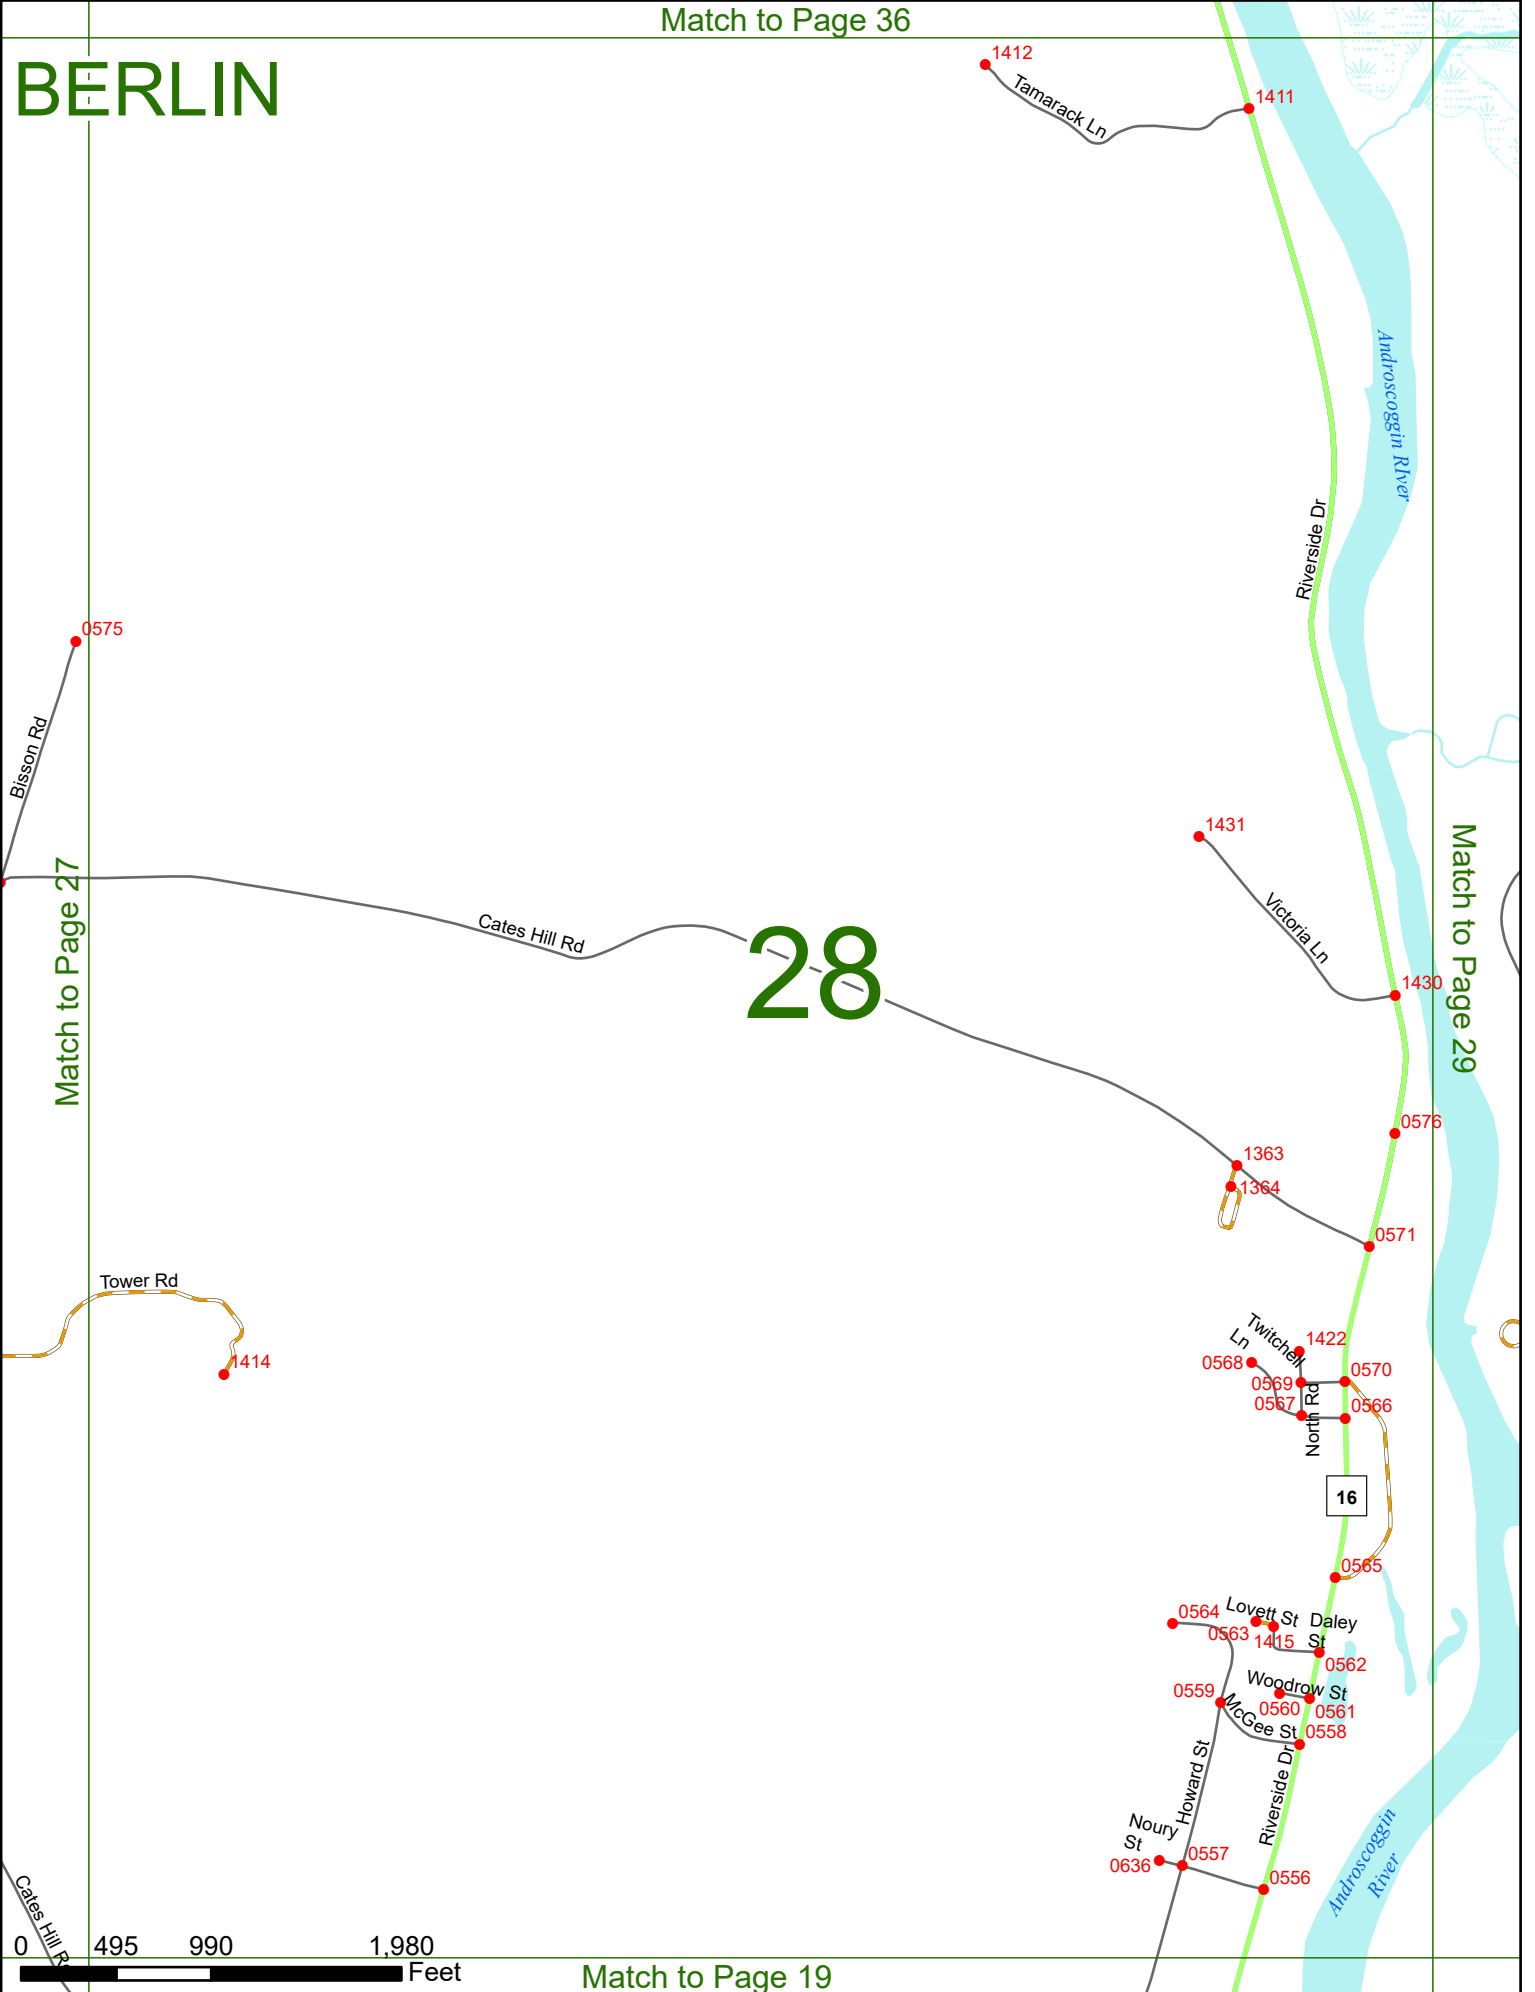 Match to Page 36
BERLIN
1412
Tamarack Ln
1411
Androscoggin RIver
Riverside Dr
0575
Bisson Rd
Match to Page 27
Cates Hill Rd
28
1431
Victoria Ln
1430
Match to Page 29
0576
1363
1364
0571
Tower Rd
1414
Twitchell
Ln
1422
0568
0569
0570
0567
0566
North Rd
16
0565
0564
Lovett St
Daley
St
0563
1415
0562
Woodrow St
0559
0560
0561
McGee St
0558
Howard St
Riverside Dr
Noury
St
0636
0557
0556
Androscoggin
River
Cates Hill Rd
0 495 990 1,980
Feet
Match to Page 19